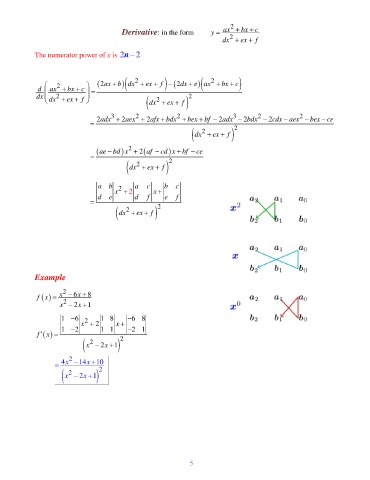 Derivative: in the form y = \frac{ax^2 + bx + c}{dx^2 + ex + f}
The numerator power of x is 2n − 2
\frac{d}{dx}\left(\frac{ax^2 + bx + c}{dx^2 + ex + f}\right) = \frac{(2ax + b)(dx^2 + ex + f) − (2dx + e)(ax^2 + bx + c)}{(dx^2 + ex + f)^2}
= \frac{2adx^3 + 2aex^2 + 2afx + bdx^2 + bex + bf − 2adx^3 − 2bdx^2 − 2cdx − aex^2 − bex − ce}{(dx^2 + ex + f)^2}
= \frac{(ae − bd)x^2 + 2(af − cd)x + bf − ce}{(dx^2 + ex + f)^2}
= \frac{\begin{vmatrix} a & b \\ d & e \end{vmatrix} x^2 + 2 \begin{vmatrix} a & c \\ d & f \end{vmatrix} x + \begin{vmatrix} b & c \\ e & f \end{vmatrix}}{(dx^2 + ex + f)^2}
a_2 a_1 a_0
x^2
b_2 b_1 b_0
a_2 a_1 a_0
x
b_2 b_1 b_0
Example
f(x) = \frac{x^2 − 6x + 8}{x^2 − 2x + 1}
a_2 a_1 a_0
x^0
b_2 b_1 b_0
f'(x) = \frac{\begin{vmatrix} 1 & −6 \\ 1 & −2 \end{vmatrix} x^2 + 2 \begin{vmatrix} 1 & 8 \\ 1 & 1 \end{vmatrix} x + \begin{vmatrix} −6 & 8 \\ −2 & 1 \end{vmatrix}}{(x^2 − 2x + 1)^2}
= \frac{4x^2 − 14x + 10}{(x^2 − 2x + 1)^2}
5